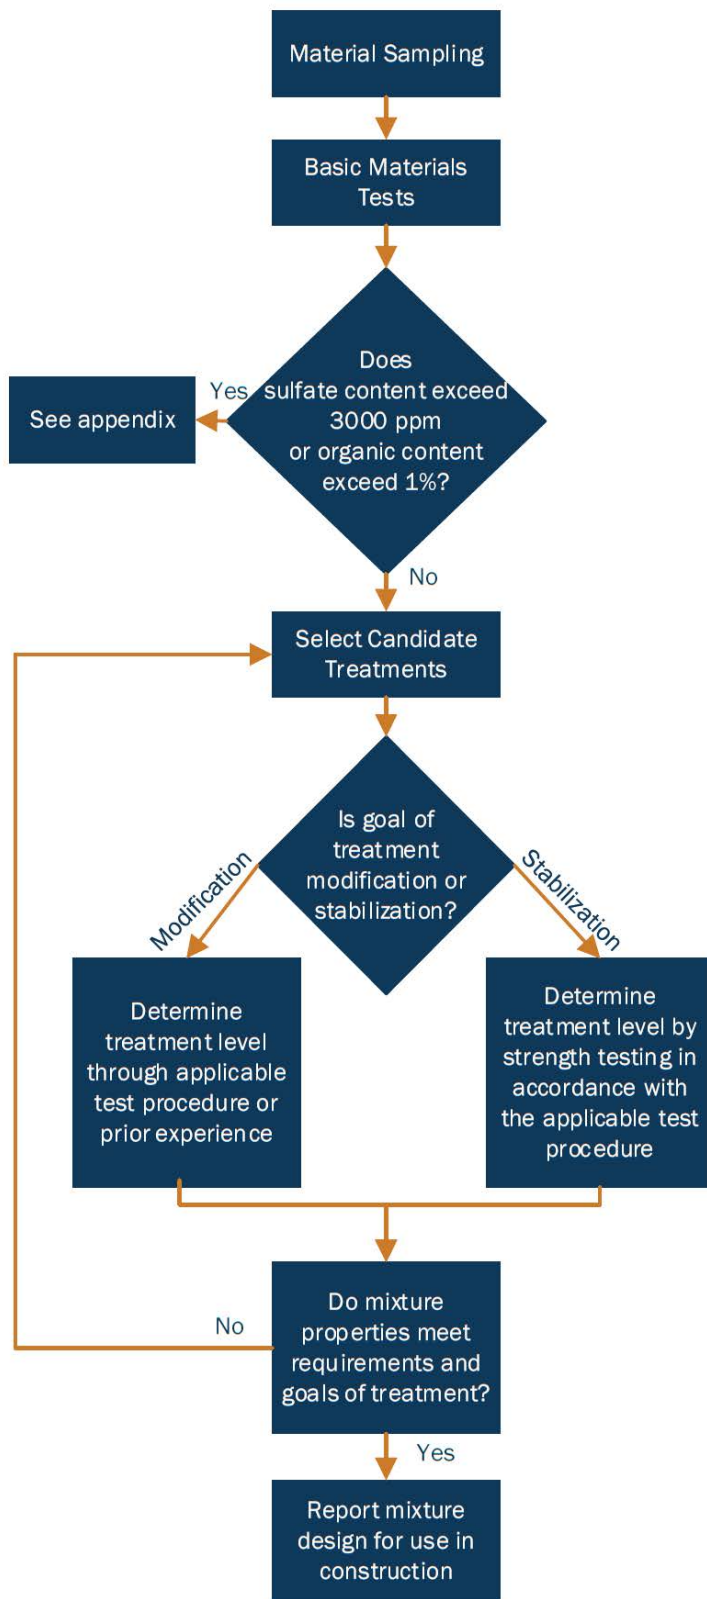 Material Sampling
Basic Materials
Tests
Does
sulfate content exceed
3000 ppm
or organic content
exceed 1%?
Yes
See appendix
No
Select Candidate
Treatments
Is goal of
treatment
modification or
stabilization?
Modification
Stabilization
Determine
treatment level
through applicable
test procedure or
prior experience
Determine
treatment level by
strength testing in
accordance with
the applicable test
procedure
Do mixture
properties meet
requirements and
goals of treatment?
No
Yes
Report mixture
design for use in
construction